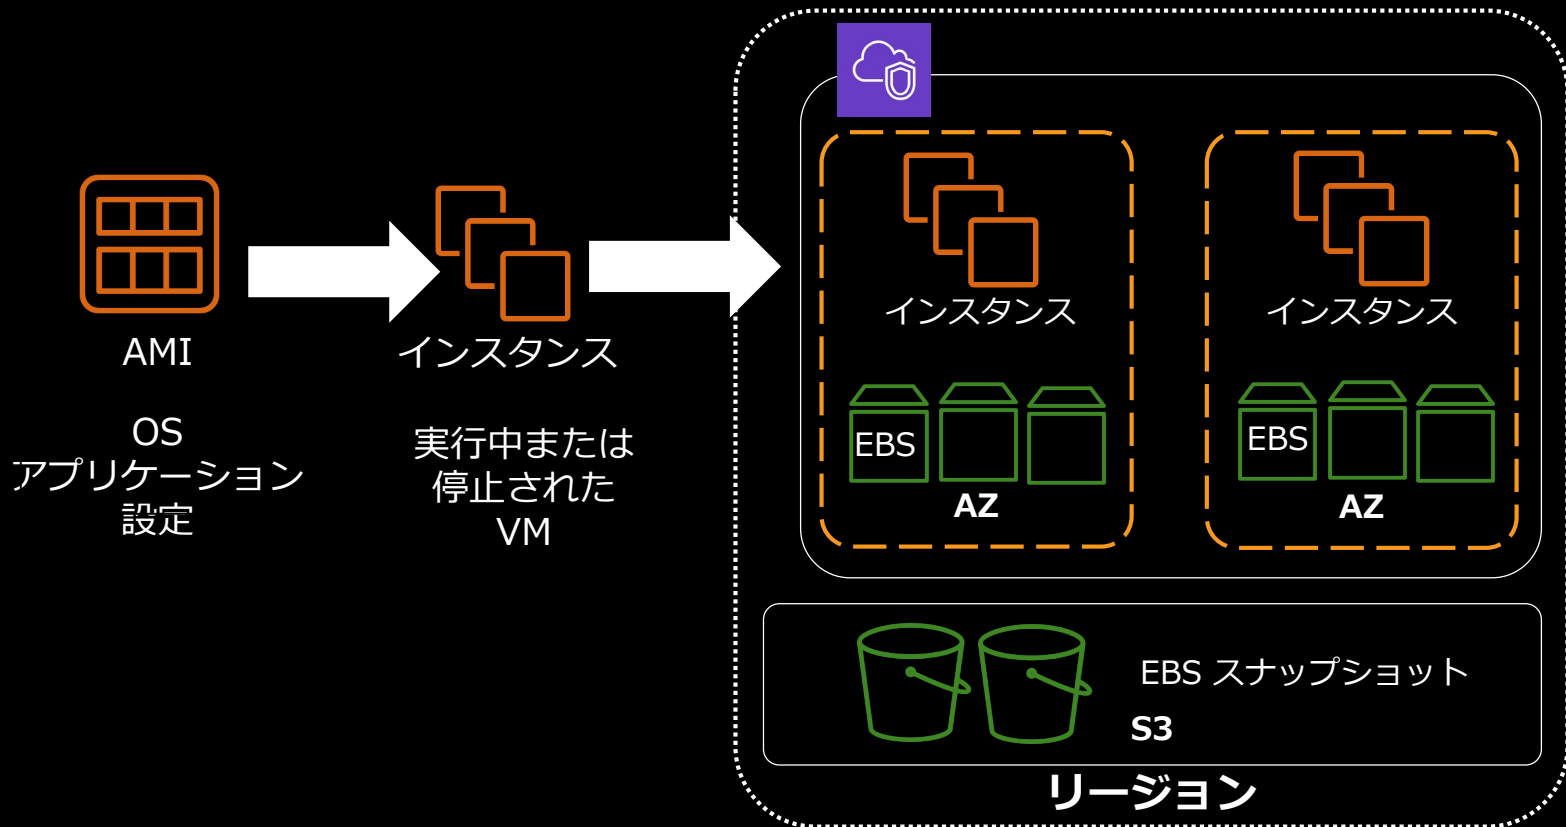 AMI
OS
アプリケーション
設定
インスタンス
実行中または
停止された
VM
インスタンス
EBS
AZ
インスタンス
EBS
AZ
EBS スナップショット
S3
リージョン